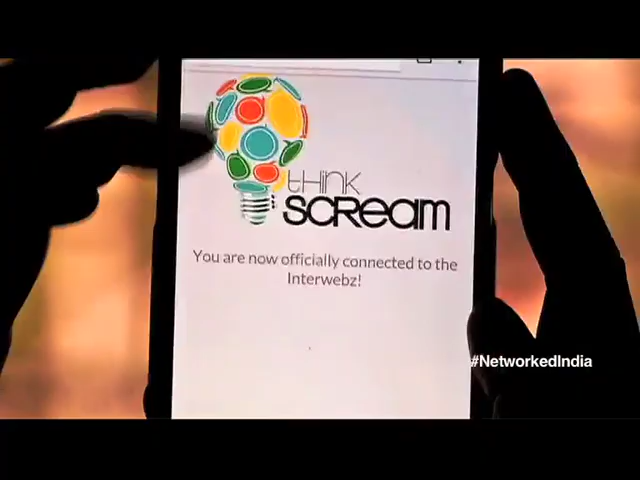 tHiNK
SCReam
You are now officially connected to the
Interwebz!
#NetworkedIndia